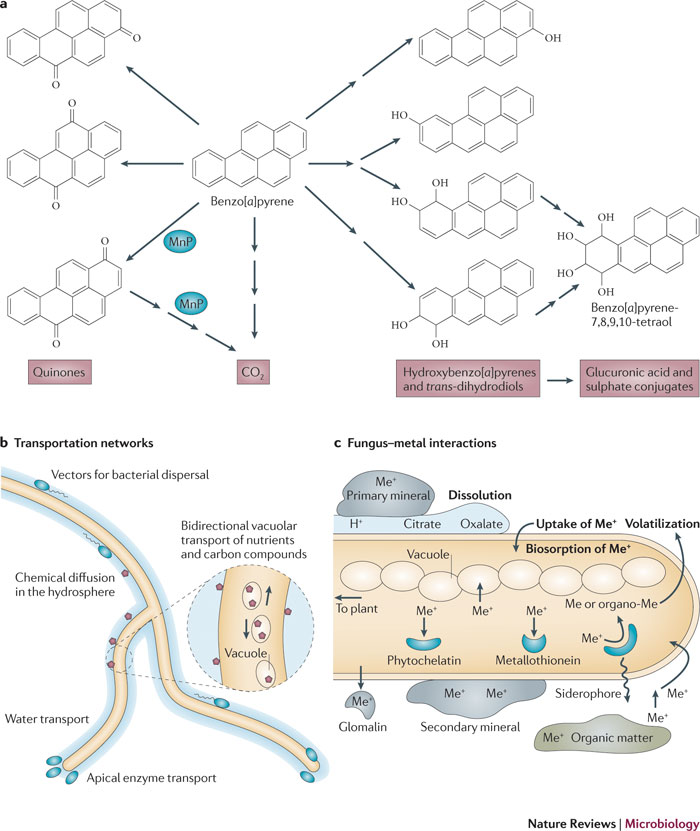 a
O
O
OH
O
O
HO
Benzo[a]pyrene
OH
HO
MnP
O
O
MnP
OH
HO
HO
OH
HO
HO
OH
Benzo[a]pyrene-
7,8,9,10-tetraol
Quinones
CO₂
Hydroxybenzo[a]pyrenes
and trans-dihydrodiols
Glucuronic acid and
sulphate conjugates
b Transportation networks
Vectors for bacterial dispersal
Bidirectional vacuolar
transport of nutrients
and carbon compounds
Chemical diffusion
in the hydrosphere
Vacuole
Water transport
Apical enzyme transport
c Fungus–metal interactions
Me⁺
Primary mineral
Dissolution
H⁺ Citrate Oxalate
Uptake of Me⁺ Volatilization
Biosorption of Me⁺
Vacuole
To plant
Me⁺ Me⁺ Me⁺
Me or organo-Me
Me⁺
Phytochelatin Metallothionein
Siderophore
Me⁺
Glomalin
Me⁺ Me⁺
Secondary mineral
Me⁺
Me⁺
Me⁺ Organic matter
Nature Reviews | Microbiology